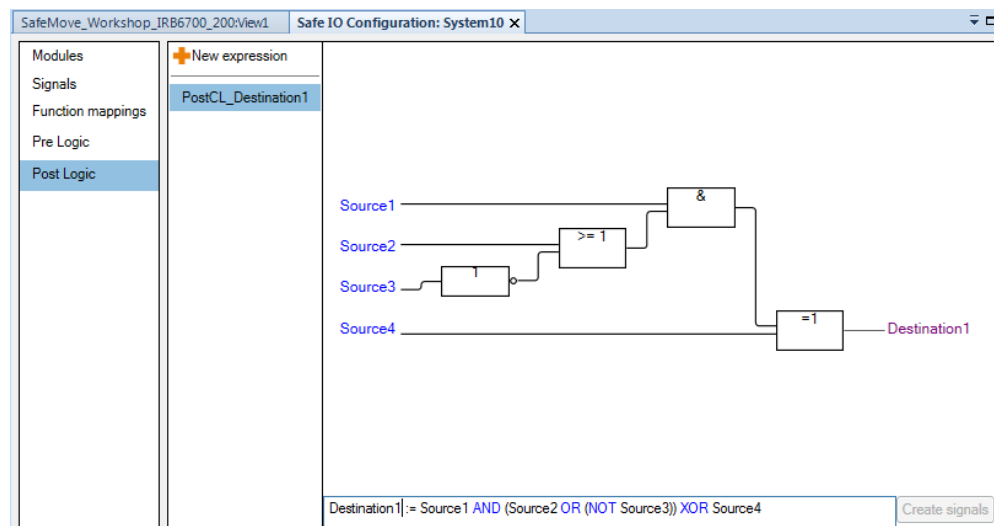 SafeMove_Workshop_IRB6700_200:View1
Safe IO Configuration: System10
Modules
Signals
Function mappings
Pre Logic
Post Logic
New expression
PostCL_Destination1
Source1
&
Source2
>= 1
Source3
1
Source4
=1
Destination1
Destination1 := Source1 AND (Source2 OR (NOT Source3)) XOR Source4
Create signals